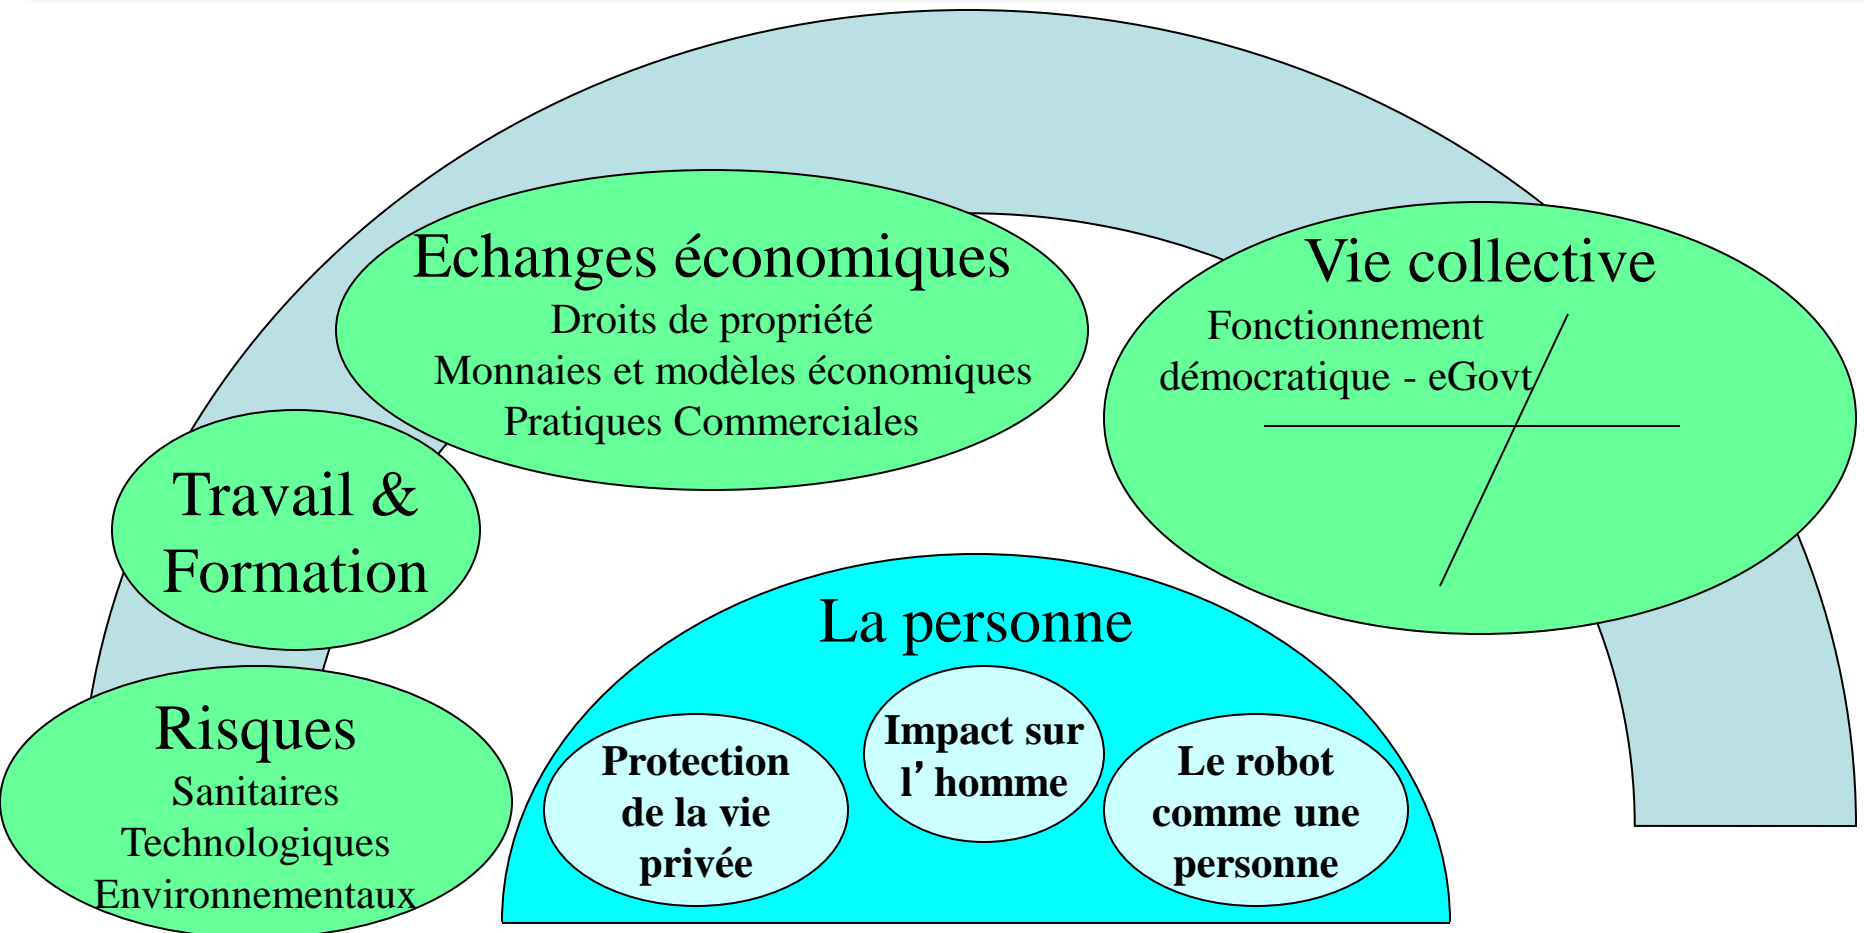 Echanges économiques
Droits de propriété
Monnaies et modèles économiques
Pratiques Commerciales
Vie collective
Fonctionnement
démocratique - eGovt
Travail &
Formation
Risques
Sanitaires
Technologiques
Environnementaux
La personne
Protection
de la vie
privée
Impact sur
l’ homme
Le robot
comme une
personne